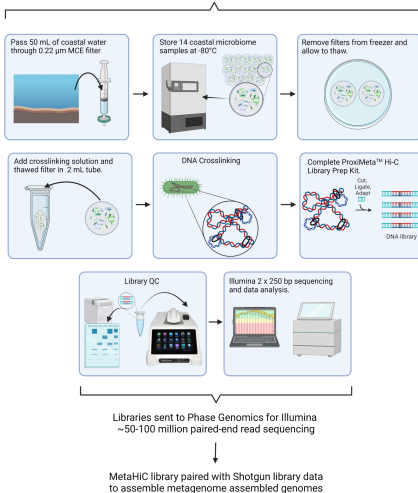 Pass 50 mL of coastal water
through 0.22 µm MCE filter
Store 14 coastal microbiome
samples at -80°C
Remove filters from freezer and
allow to thaw.
Add crosslinking solution and
thawed filter in 2 mL tube.
DNA Crosslinking
Complete ProxiMeta™ Hi-C
Library Prep Kit.
Cut,
Ligate,
Adapt
DNA library
Library QC
Illumina 2 x 250 bp sequencing
and data analysis.
Libraries sent to Phase Genomics for Illumina
~50-100 million paired-end read sequencing
MetaHiC library paired with Shotgun library data
to assemble metagenome assembled genomes